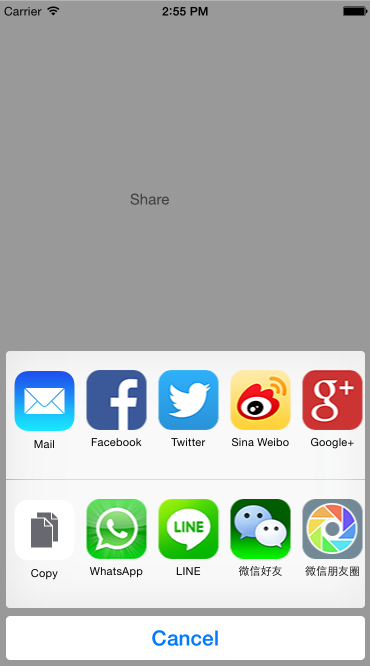 Carrier 2:55 PM
Share
Mail Facebook Twitter Sina Weibo Google+
g+
LINE
Copy WhatsApp LINE 微信好友 微信朋友圈
Cancel